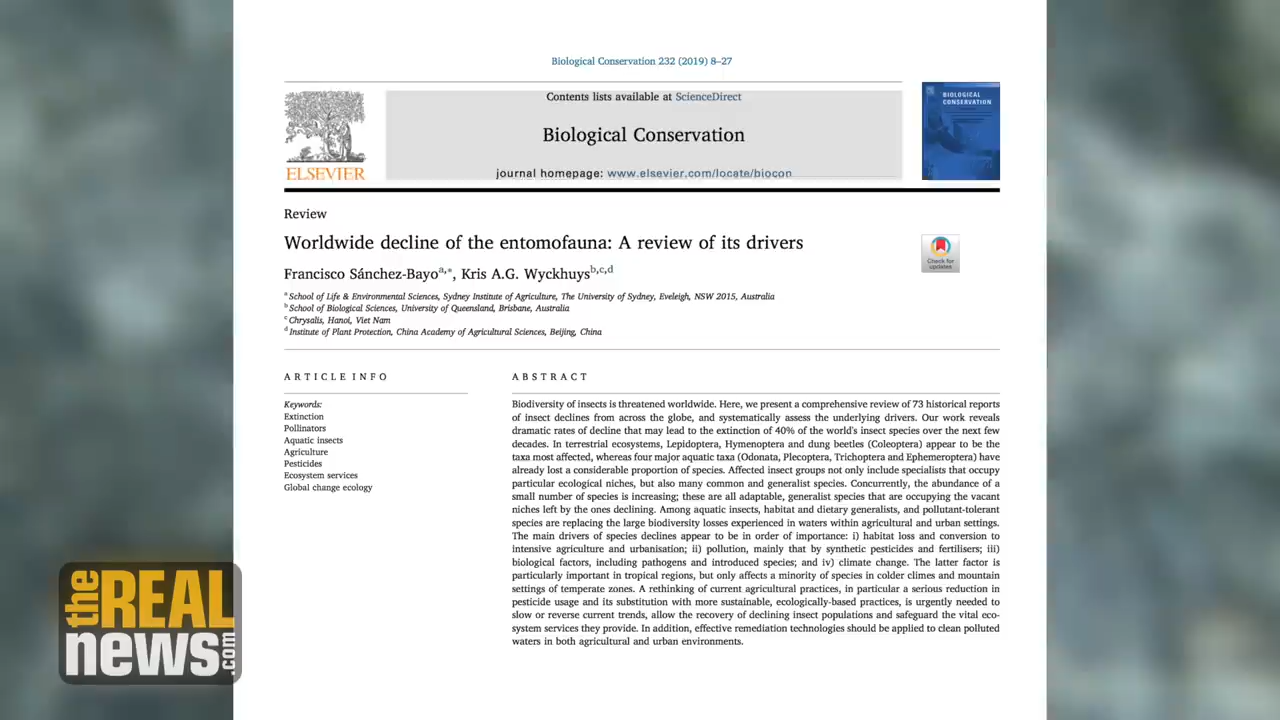 Biological Conservation 232 (2019) 8–27
Contents lists available at ScienceDirect
Biological Conservation
journal homepage: www.elsevier.com/locate/biocon
ELSEVIER
BIOLOGICAL
CONSERVATION
Review
Worldwide decline of the entomofauna: A review of its drivers
Check for
updates
Francisco Sánchez-Bayoa,*, Kris A.G. Wyckhuysb,c,d
a School of Life & Environmental Sciences, Sydney Institute of Agriculture, The University of Sydney, Eveleigh, NSW 2015, Australia
b School of Biological Sciences, University of Queensland, Brisbane, Australia
c Chrysalis, Hanoi, Viet Nam
d Institute of Plant Protection, China Academy of Agricultural Sciences, Beijing, China
ARTICLE INFO
Keywords:
Extinction
Pollinators
Aquatic insects
Agriculture
Pesticides
Ecosystem services
Global change ecology
ABSTRACT
Biodiversity of insects is threatened worldwide. Here, we present a comprehensive review of 73 historical reports
of insect declines from across the globe, and systematically assess the underlying drivers. Our work reveals
dramatic rates of decline that may lead to the extinction of 40% of the world's insect species over the next few
decades. In terrestrial ecosystems, Lepidoptera, Hymenoptera and dung beetles (Coleoptera) appear to be the
taxa most affected, whereas four major aquatic taxa (Odonata, Plecoptera, Trichoptera and Ephemeroptera) have
already lost a considerable proportion of species. Affected insect groups not only include specialists that occupy
particular ecological niches, but also many common and generalist species. Concurrently, the abundance of a
small number of species is increasing; these are all adaptable, generalist species that are occupying the vacant
niches left by the ones declining. Among aquatic insects, habitat and dietary generalists, and pollutant-tolerant
species are replacing the large biodiversity losses experienced in waters within agricultural and urban settings.
The main drivers of species declines appear to be in order of importance: i) habitat loss and conversion to
intensive agriculture and urbanisation; ii) pollution, mainly that by synthetic pesticides and fertilisers; iii)
biological factors, including pathogens and introduced species; and iv) climate change. The latter factor is
particularly important in tropical regions, but only affects a minority of species in colder climes and mountain
settings of temperate zones. A rethinking of current agricultural practices, in particular a serious reduction in
pesticide usage and its substitution with more sustainable, ecologically-based practices, is urgently needed to
slow or reverse current trends, allow the recovery of declining insect populations and safeguard the vital eco-
system services they provide. In addition, effective remediation technologies should be applied to clean polluted
waters in both agricultural and urban environments.
the REAL
news.com